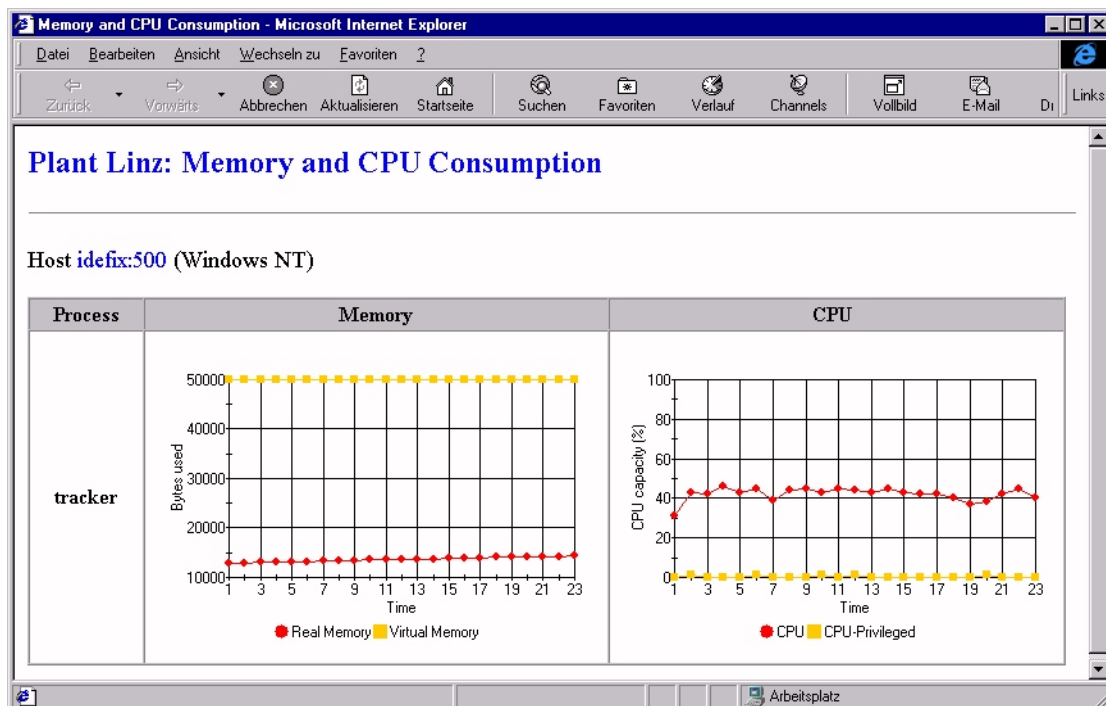 Memory and CPU Consumption - Microsoft Internet Explorer
Datei Bearbeiten Ansicht Wechseln zu Favoriten ?
Zurück Vorwärts Abbrechen Aktualisieren Startseite Suchen Favoriten Verlauf Channels Vollbild E-Mail Links
Plant Linz: Memory and CPU Consumption
Host idefix:500 (Windows NT)
Process Memory CPU
tracker
Bytes used
50000
40000
30000
20000
10000
1 3 5 7 9 11 13 15 17 19 21 23
Time
Real Memory Virtual Memory
CPU capacity (%)
100
80
60
40
20
0
1 3 5 7 9 11 13 15 17 19 21 23
Time
CPU CPU-Privileged
Arbeitsplatz